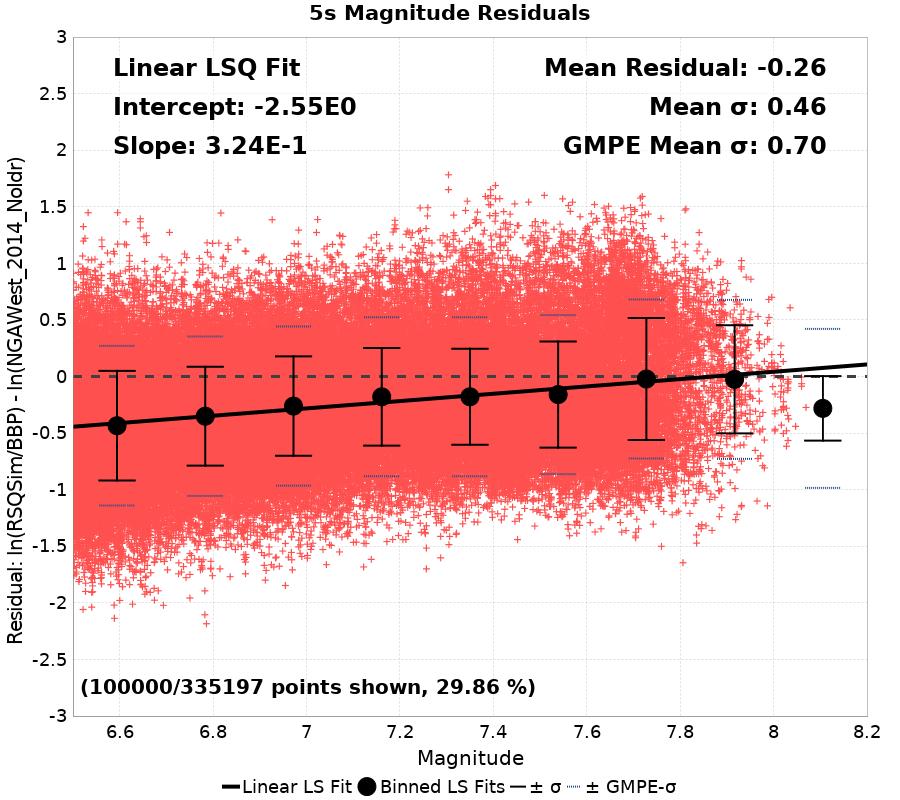 5s Magnitude Residuals
Linear LSQ Fit
Intercept: -2.55E0
Slope: 3.24E-1
Mean Residual: -0.26
Mean σ: 0.46
GMPE Mean σ: 0.70
Residual: ln(RSQSim/BBP) - ln(NGAWest_2014_NoIdr)
3
2.5
2
1.5
1
0.5
0
-0.5
-1
-1.5
-2
-2.5
-3
(100000/335197 points shown, 29.86 %)
6.6 6.8 7 7.2 7.4 7.6 7.8 8 8.2
Magnitude
Linear LS Fit Binned LS Fits ± σ ± GMPE-σ